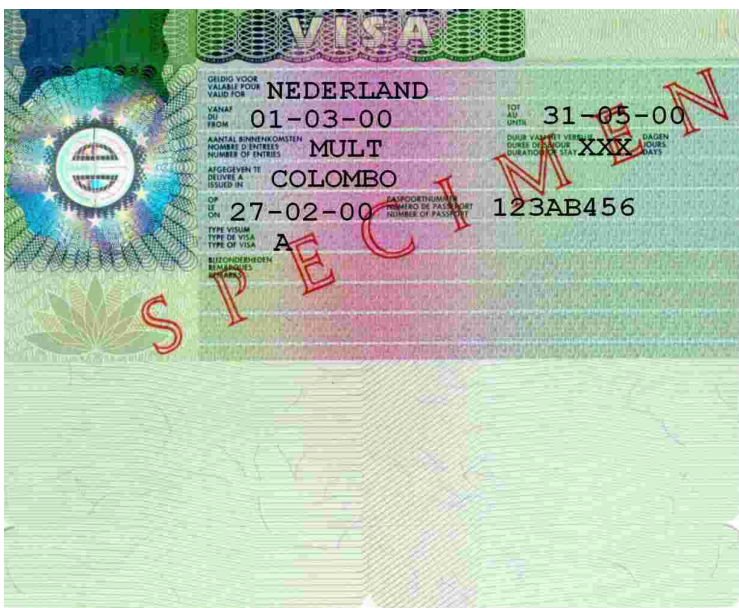 VISA
GELDIG VOOR
VALABLE POUR
VALID FOR
NEDERLAND
VANAF
DU
FROM
01-03-00
TOT
AU
UNTIL
31-05-00
AANTAL BINNENKOMSTEN
NOMBRE D'ENTREES
NUMBER OF ENTRIES
MULT
DUUR VAN HET VERBLIJF
DUREE DE SEJOUR
DURATION OF STAY
XXX
DAGEN
JOURS
DAYS
AFGEGEVEN TE
DELIVRE A
ISSUED IN
COLOMBO
OP
LE
ON
27-02-00
PASPOORTNUMMER
NUMERO DE PASSEPORT
NUMBER OF PASSPORT
123AB456
TYPE VISUM
TYPE DE VISA
TYPE OF VISA
A
BIJZONDERHEDEN
REMARQUES
REMARKS
SPECIMEN